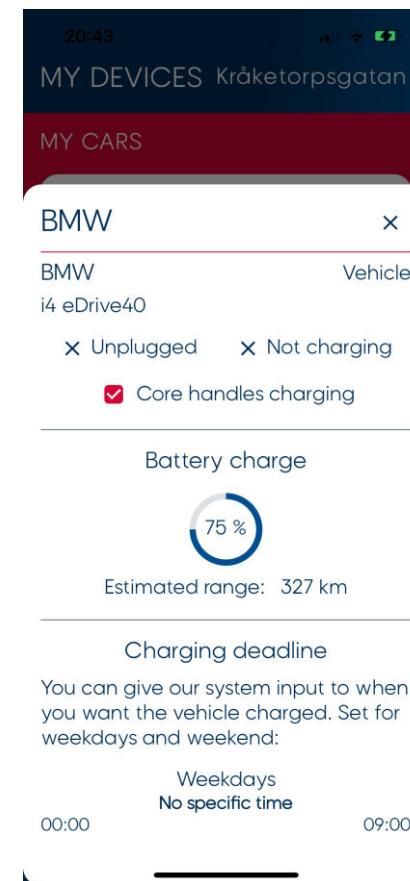 20:43
MY DEVICES Kråketorpsgatan
MY CARS
BMW
BMW Vehicle
i4 eDrive40
Unplugged Not charging
Core handles charging
Battery charge
75 %
Estimated range: 327 km
Charging deadline
You can give our system input to when
you want the vehicle charged. Set for
weekdays and weekend:
Weekdays
No specific time
00:00 09:00